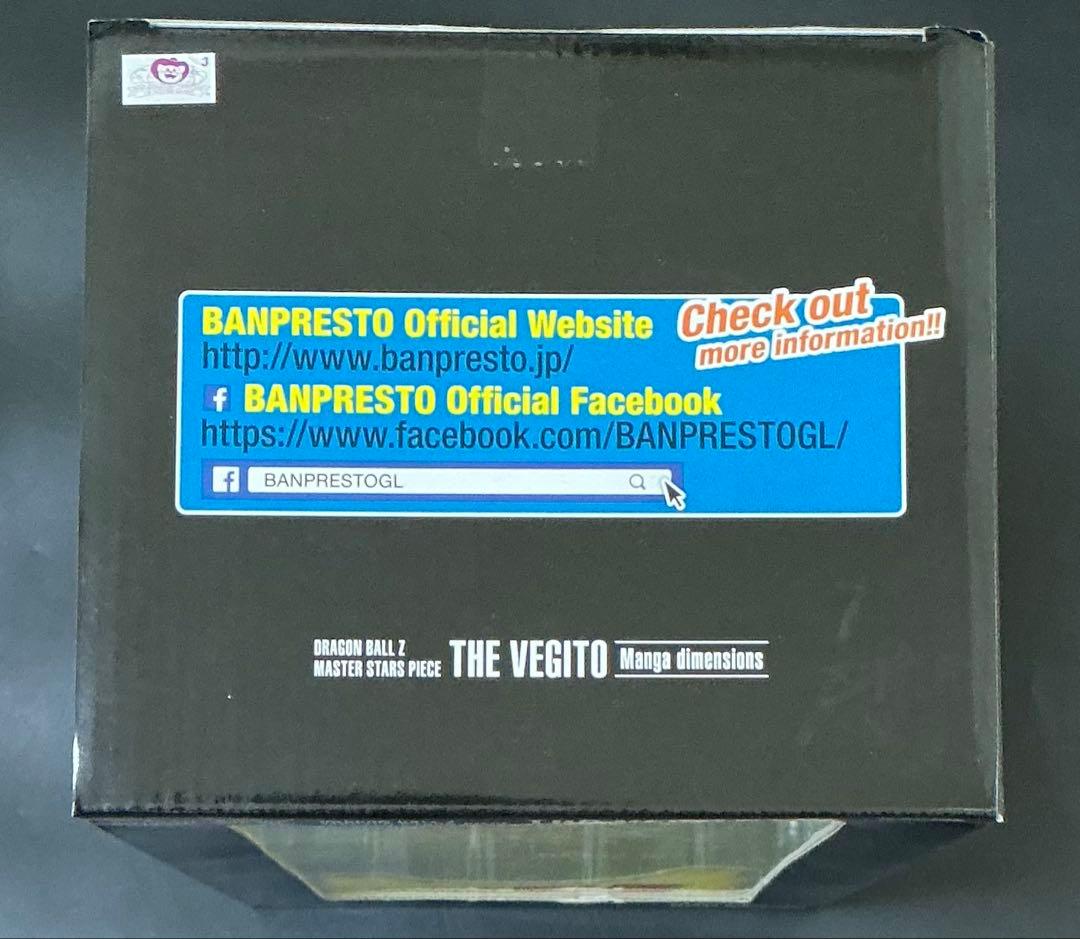 BANPRESTO Official Website
http://www.banpresto.jp/
Check out
more information!!
f BANPRESTO Official Facebook
https://www.facebook.com/BANPRESTOGL/
f BANPRESTOGL
DRAGON BALL Z
MASTER STARS PIECE
THE VEGITO
Manga dimensions